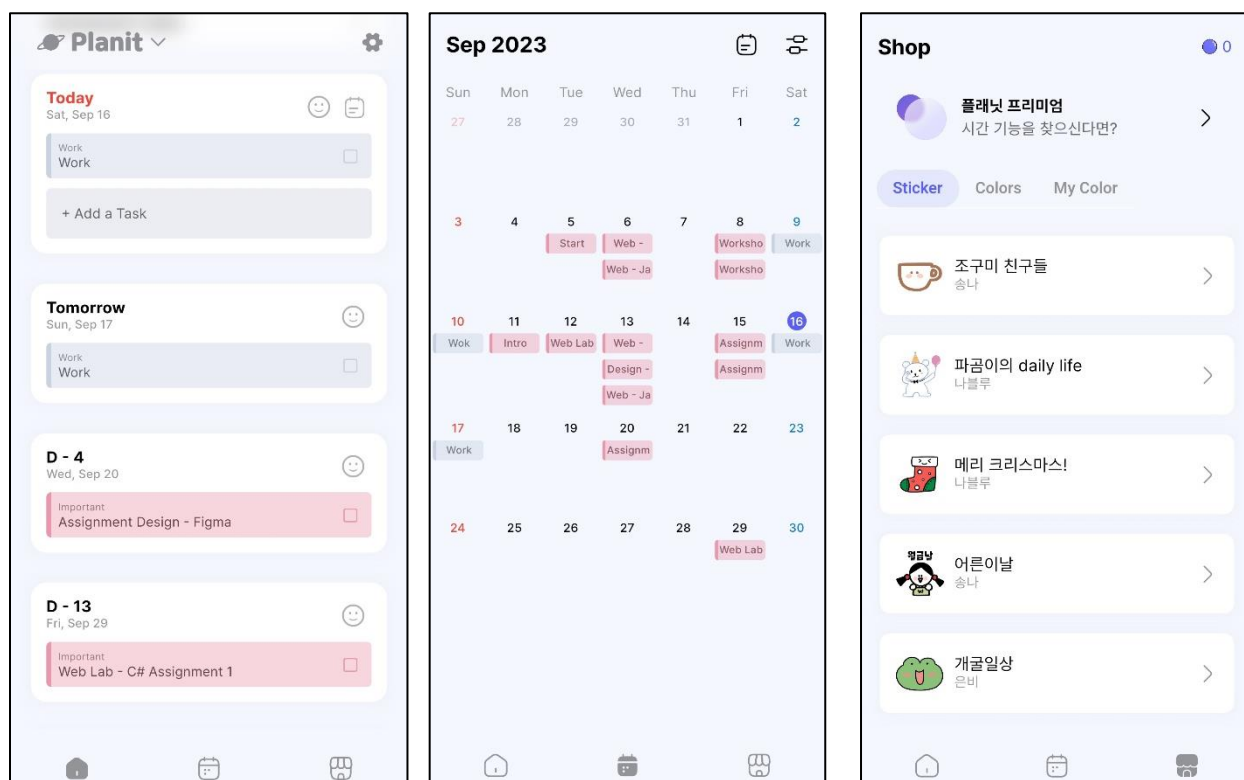 Planit
Today
Sat, Sep 16
Work
Work
+ Add a Task
Tomorrow
Sun, Sep 17
Work
Work
D - 4
Wed, Sep 20
Important
Assignment Design - Figma
D - 13
Fri, Sep 29
Important
Web Lab - C# Assignment 1
Sep 2023
Sun Mon Tue Wed Thu Fri Sat
27 28 29 30 31 1 2
3 4 5 6 7 8 9
Start Web - Worksho Work
Web - Ja Worksho
10 11 12 13 14 15 16
Wok Intro Web Lab Web - Assignm Work
Design - Assignm
Web - Ja
17 18 19 20 21 22 23
Work Assignm
24 25 26 27 28 29 30
Web Lab
Shop 0
플래닛 프리미엄
시간 기능을 찾으신다면?
Sticker Colors My Color
조구미 친구들
송나
파곰이의 daily life
나블루
메리 크리스마스!
나블루
어른이날
송나
개굴일상
은비